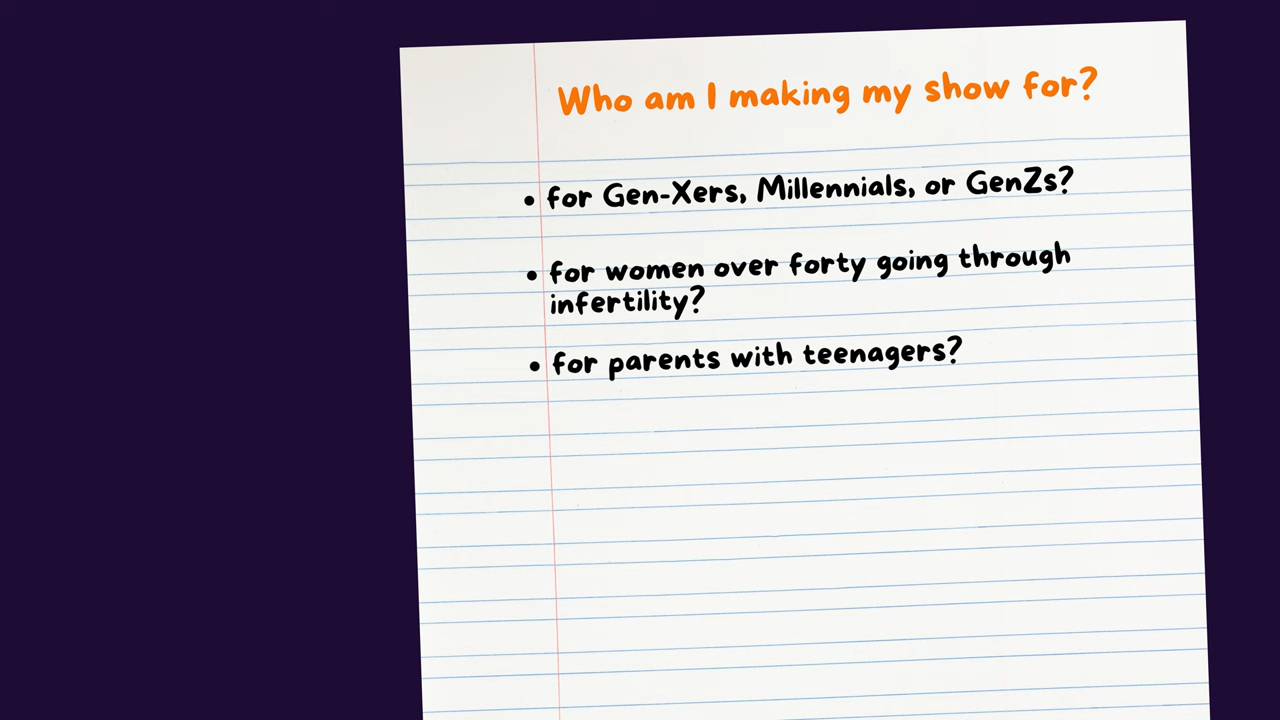 Who am I making my show for?
• for Gen-Xers, Millennials, or GenZs?
• for women over forty going through
infertility?
• for parents with teenagers?